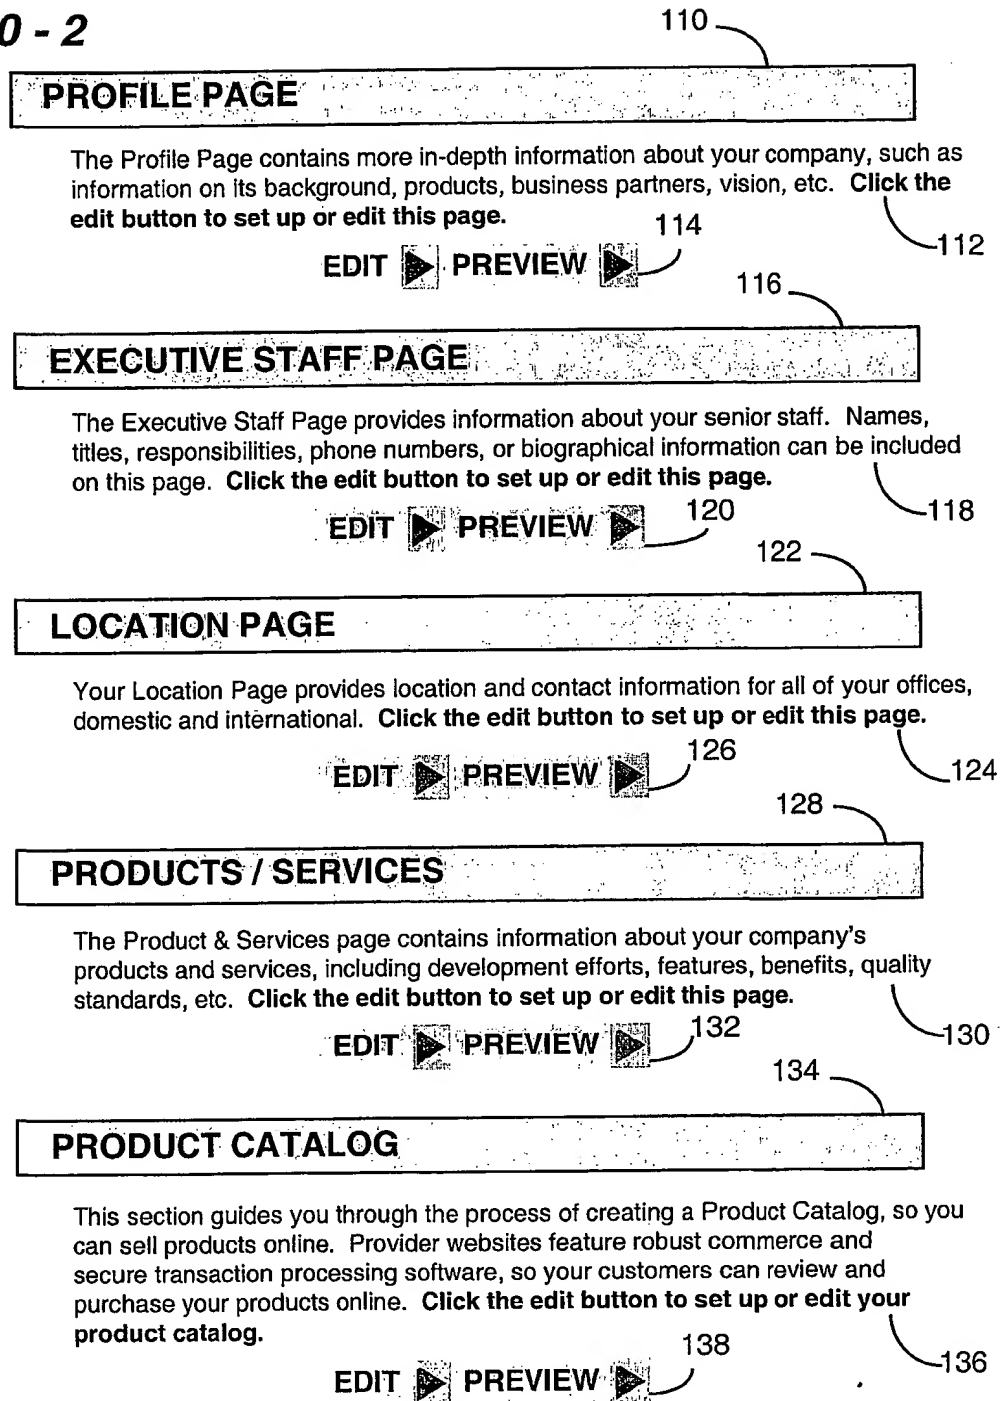 0 - 2
110
PROFILE PAGE
The Profile Page contains more in-depth information about your company, such as
information on its background, products, business partners, vision, etc. Click the
edit button to set up or edit this page.
114
112
EDIT PREVIEW
116
EXECUTIVE STAFF PAGE
The Executive Staff Page provides information about your senior staff. Names,
titles, responsibilities, phone numbers, or biographical information can be included
on this page. Click the edit button to set up or edit this page.
120
118
EDIT PREVIEW
122
LOCATION PAGE
Your Location Page provides location and contact information for all of your offices,
domestic and international. Click the edit button to set up or edit this page.
126
124
EDIT PREVIEW
128
PRODUCTS / SERVICES
The Product & Services page contains information about your company's
products and services, including development efforts, features, benefits, quality
standards, etc. Click the edit button to set up or edit this page.
132
130
EDIT PREVIEW
134
PRODUCT CATALOG
This section guides you through the process of creating a Product Catalog, so you
can sell products online. Provider websites feature robust commerce and
secure transaction processing software, so your customers can review and
purchase your products online. Click the edit button to set up or edit your
product catalog.
138
136
EDIT PREVIEW